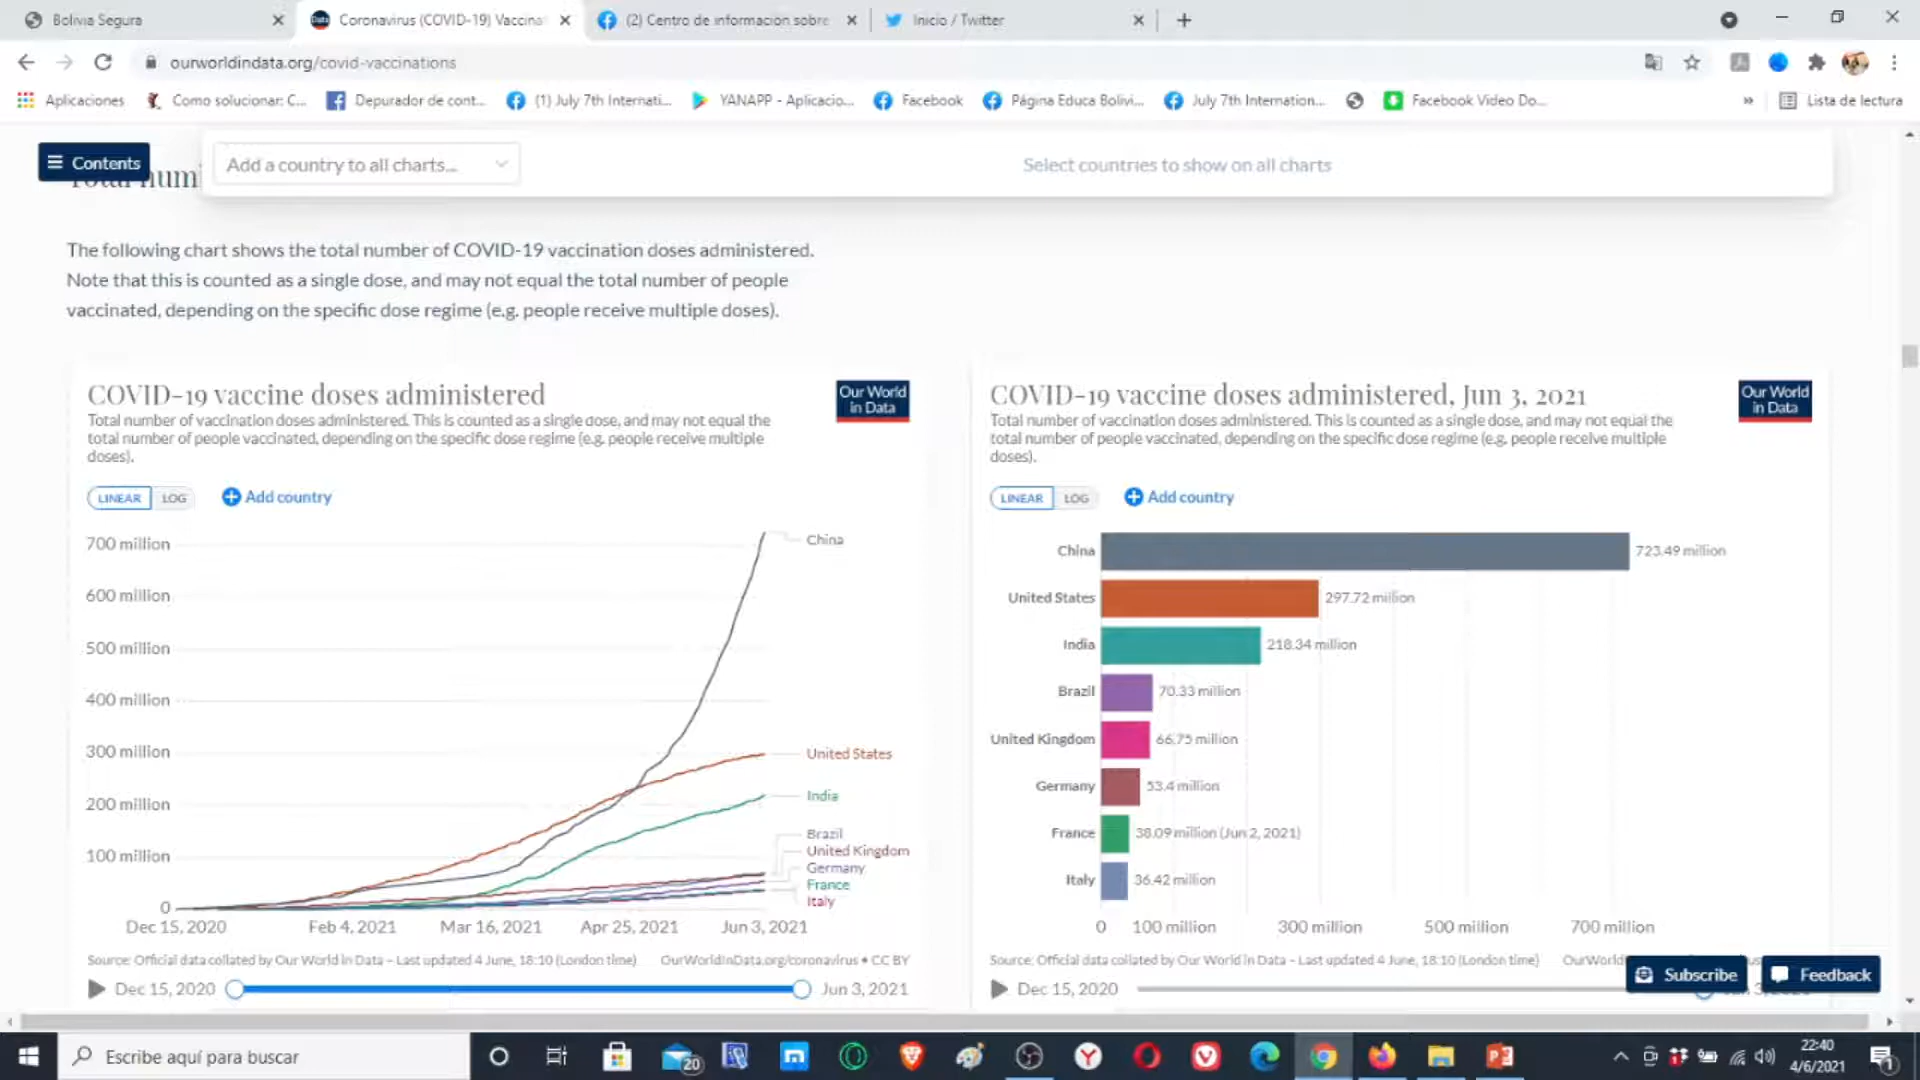 Bolivia Segura
Coronavirus (COVID-19) Vaccina
(2) Centro de información sobre
Inicio / Twitter
ourworldindata.org/covid-vaccinations
Aplicaciones
Como solucionar: C...
Depurador de cont...
(1) July 7th Internati...
YANAPP - Aplicacio...
Facebook
Página Educa Bolivi...
July 7th Internation...
Facebook Video Do...
»
Lista de lectura
Contents
Add a country to all charts...
Select countries to show on all charts
The following chart shows the total number of COVID-19 vaccination doses administered.
Note that this is counted as a single dose, and may not equal the total number of people
vaccinated, depending on the specific dose regime (e.g. people receive multiple doses).
COVID-19 vaccine doses administered
Our World
in Data
Total number of vaccination doses administered. This is counted as a single dose, and may not equal the
total number of people vaccinated, depending on the specific dose regime (e.g. people receive multiple
doses).
LINEAR LOG
Add country
700 million
600 million
500 million
400 million
300 million
200 million
100 million
0
China
United States
India
Brazil
United Kingdom
Germany
France
Italy
Dec 15, 2020
Feb 4, 2021
Mar 16, 2021
Apr 25, 2021
Jun 3, 2021
Source: Official data collated by Our World in Data – Last updated 4 June, 18:10 (London time)
OurWorldInData.org/coronavirus • CC BY
Dec 15, 2020
Jun 3, 2021
COVID-19 vaccine doses administered, Jun 3, 2021
Our World
in Data
Total number of vaccination doses administered. This is counted as a single dose, and may not equal the
total number of people vaccinated, depending on the specific dose regime (e.g. people receive multiple
doses).
LINEAR LOG
Add country
China 723.49 million
United States 297.72 million
India 218.34 million
Brazil 70.33 million
United Kingdom 66.75 million
Germany 53.4 million
France 38.09 million (Jun 2, 2021)
Italy 36.42 million
0
100 million
300 million
500 million
700 million
Source: Official data collated by Our World in Data – Last updated 4 June, 18:10 (London time)
OurWorld
Dec 15, 2020
Subscribe
Feedback
Escribe aquí para buscar
20
22:40
4/6/2021
1